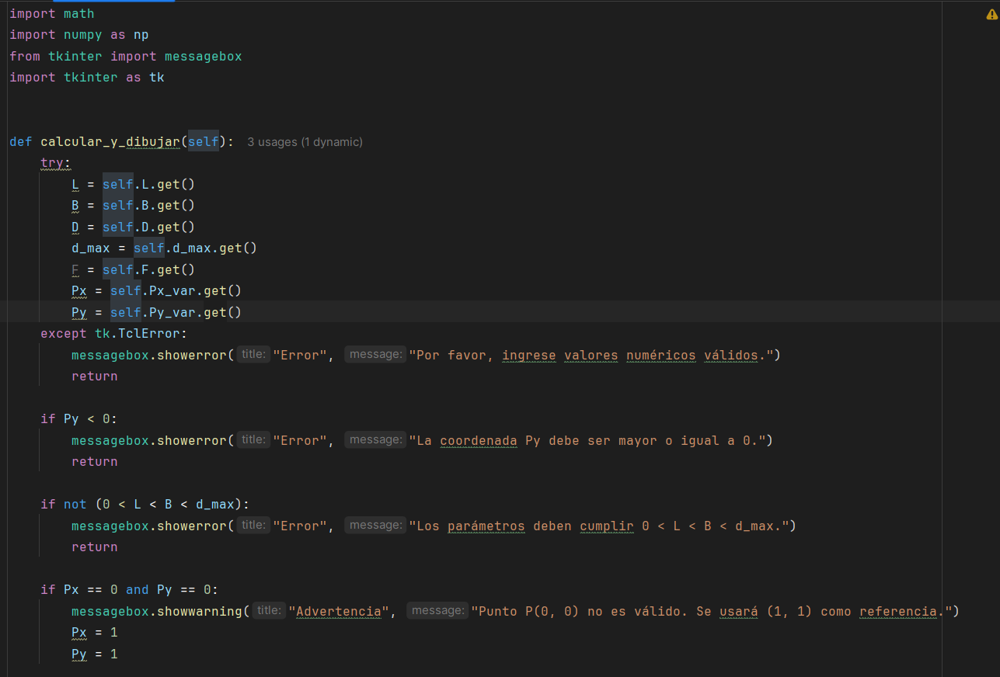 import math
import numpy as np
from tkinter import messagebox
import tkinter as tk
def calcular_y_dibujar(self): 3 usages (1 dynamic)
try:
L = self.L.get()
B = self.B.get()
D = self.D.get()
d_max = self.d_max.get()
F = self.F.get()
Px = self.Px_var.get()
Py = self.Py_var.get()
except tk.TclError:
messagebox.showerror( title: "Error", message: "Por favor, ingrese valores numéricos válidos.")
return
if Py < 0:
messagebox.showerror( title: "Error", message: "La coordenada Py debe ser mayor o igual a 0.")
return
if not (0 < L < B < d_max):
messagebox.showerror( title: "Error", message: "Los parámetros deben cumplir 0 < L < B < d_max.")
return
if Px == 0 and Py == 0:
messagebox.showwarning( title: "Advertencia", message: "Punto P(0, 0) no es válido. Se usará (1, 1) como referencia.")
Px = 1
Py = 1